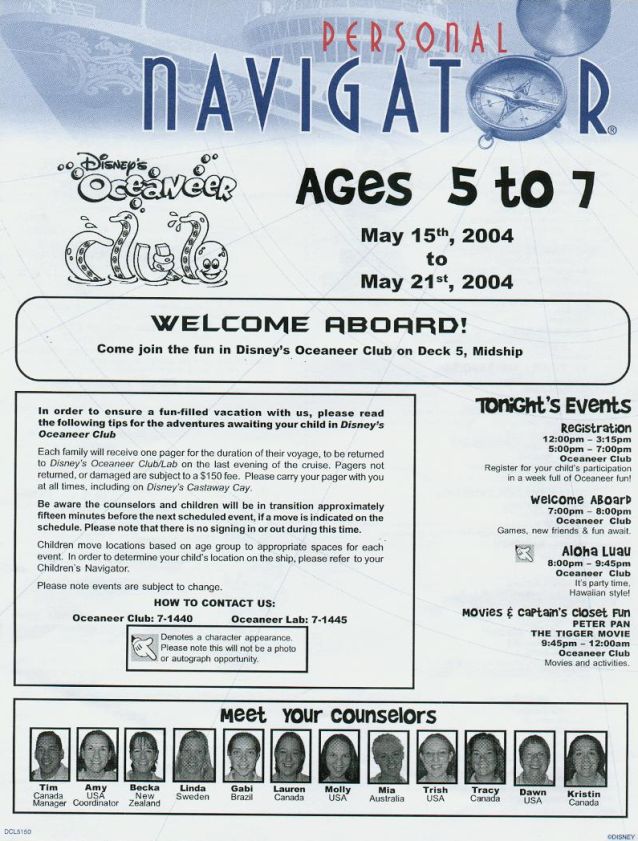 PERSONAL
NAVIGATOR®
DISNEY'S
OCEANEER
club
AGes 5 to 7
May 15th, 2004
to
May 21st, 2004
WELCOME ABOARD!
Come join the fun in Disney's Oceaneer Club on Deck 5, Midship
In order to ensure a fun-filled vacation with us, please read
the following tips for the adventures awaiting your child in Disney's
Oceaneer Club
Each family will receive one pager for the duration of their voyage, to be returned
to Disney's Oceaneer Club/Lab on the last evening of the cruise. Pagers not
returned, or damaged are subject to a $150 fee. Please carry your pager with you
at all times, including on Disney's Castaway Cay.
Be aware the counselors and children will be in transition approximately
fifteen minutes before the next scheduled event, if a move is indicated on the
schedule. Please note that there is no signing in or out during this time.
Children move locations based on age group to appropriate spaces for each
event. In order to determine your child's location on the ship, please refer to your
Children's Navigator.
Please note events are subject to change.
HOW TO CONTACT US:
Oceaneer Club: 7-1440 Oceaneer Lab: 7-1445
Denotes a character appearance.
Please note this will not be a photo
or autograph opportunity.
Tonight's Events
Registration
12:00pm – 3:15pm
5:00pm – 7:00pm
Oceaneer Club
Register for your child's participation
in a week full of Oceaneer fun!
Welcome Aboard
7:00pm – 8:00pm
Oceaneer Club
Games, new friends & fun await.
Aloha Luau
8:00pm – 9:45pm
Oceaneer Club
It's party time,
Hawaiian style!
Movies & Captain's Closet Fun
PETER PAN
THE TIGGER MOVIE
9:45pm – 12:00am
Oceaneer Club
Movies and activities.
Meet Your Counselors
Tim Amy Becka Linda Gabi Lauren Molly Mia Trish Tracy Dawn Kristin
Canada USA New Sweden Brazil Canada USA Australia USA Canada USA Canada
Manager Coordinator Zealand
DCL5150
©DISNEY